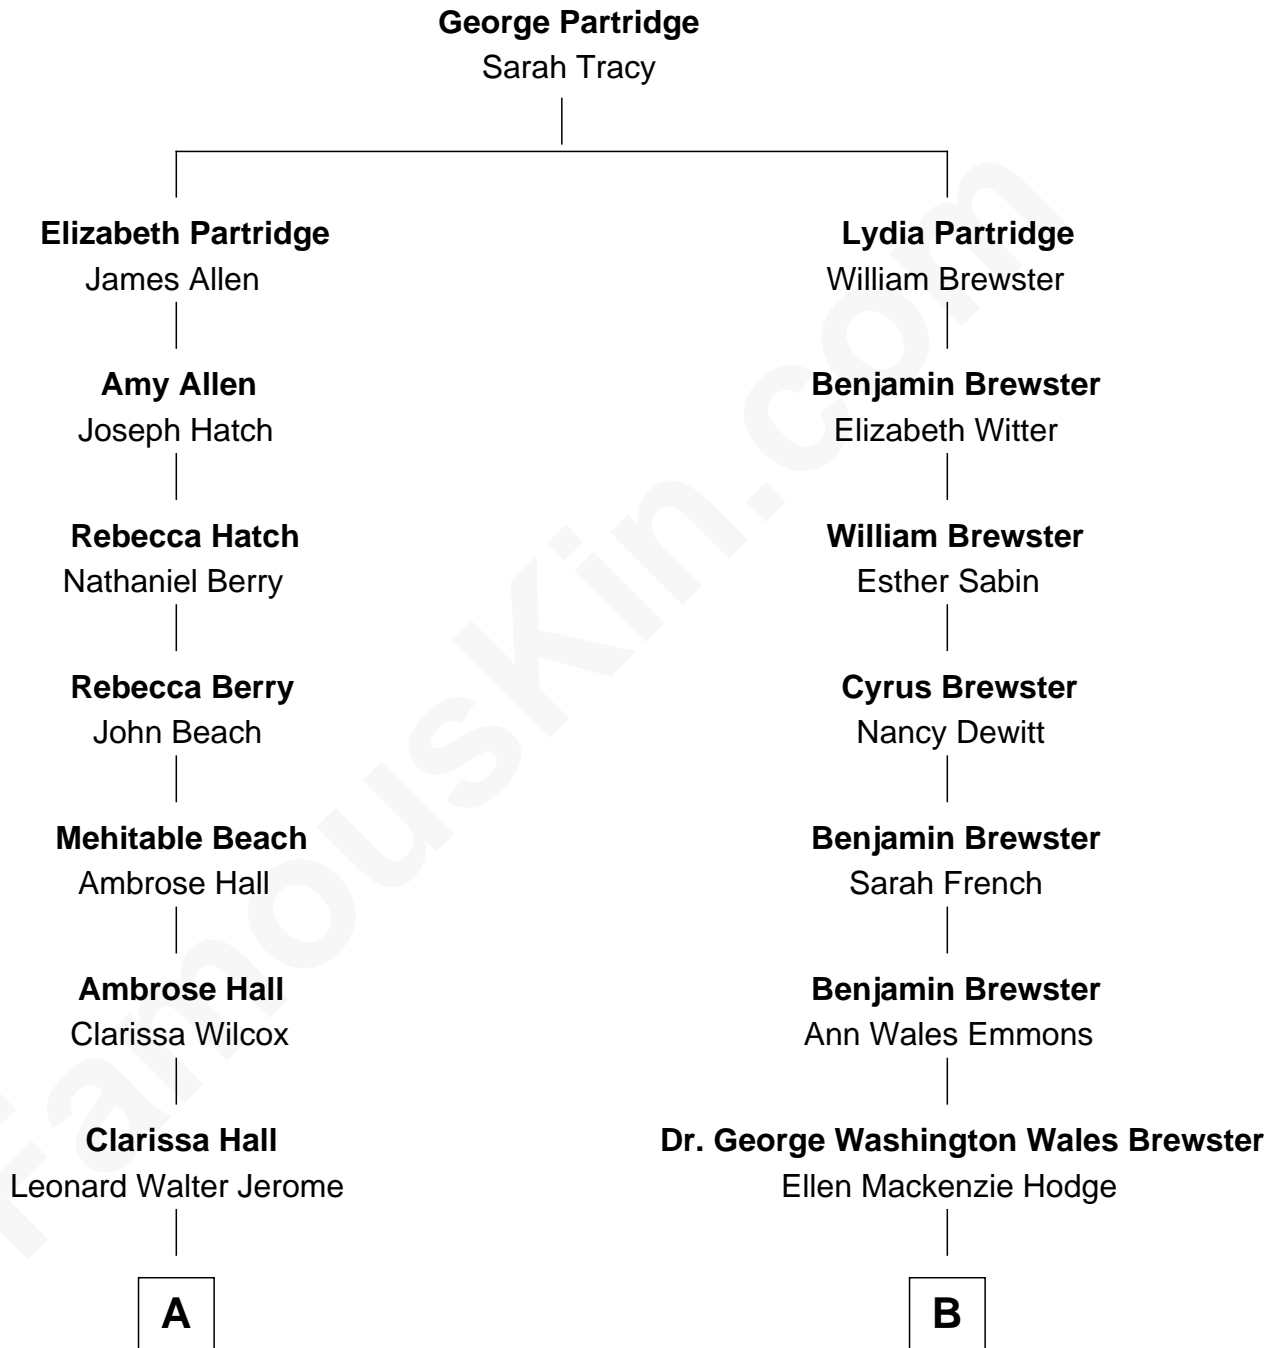 George Partridge
Sarah Tracy
Elizabeth Partridge
James Allen
Lydia Partridge
William Brewster
Amy Allen
Joseph Hatch
Benjamin Brewster
Elizabeth Witter
Rebecca Hatch
Nathaniel Berry
William Brewster
Esther Sabin
Rebecca Berry
John Beach
Cyrus Brewster
Nancy Dewitt
Mehitable Beach
Ambrose Hall
Benjamin Brewster
Sarah French
Ambrose Hall
Clarissa Wilcox
Benjamin Brewster
Ann Wales Emmons
Clarissa Hall
Leonard Walter Jerome
Dr. George Washington Wales Brewster
Ellen Mackenzie Hodge
A
B
FamousKin.com